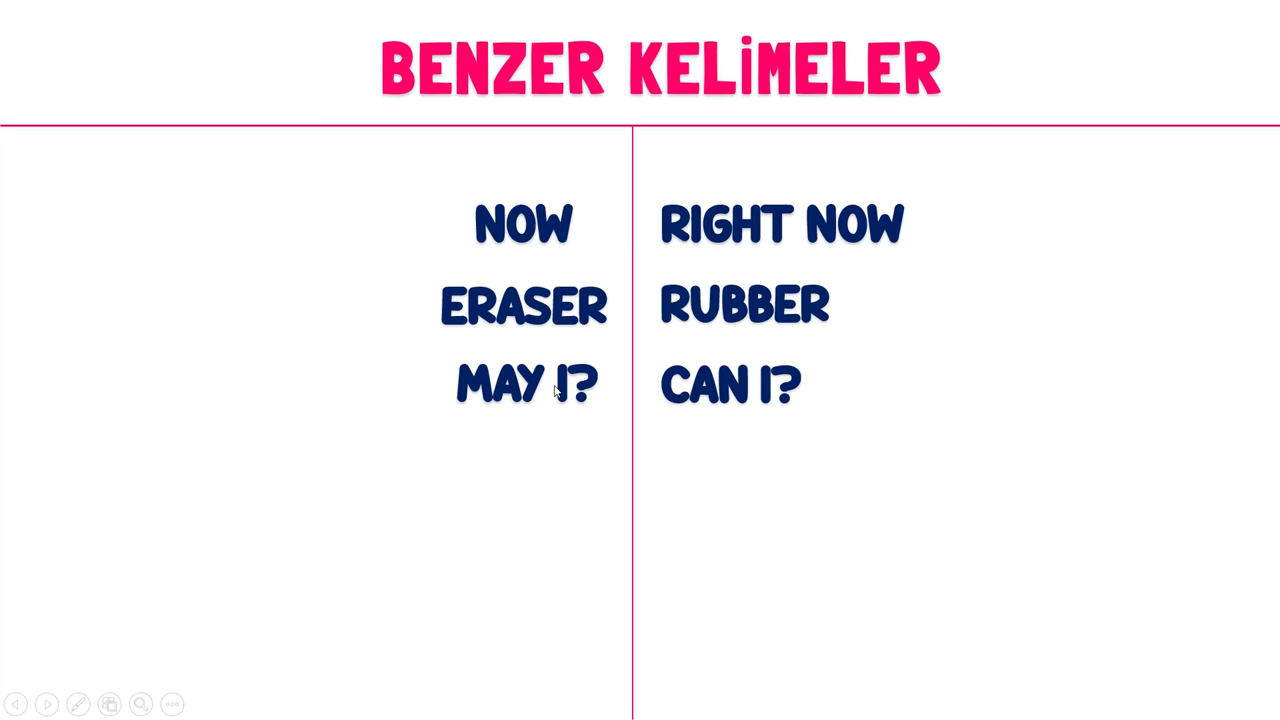 BENZER KELİMELER
NOW RIGHT NOW
ERASER RUBBER
MAY I? CAN I?